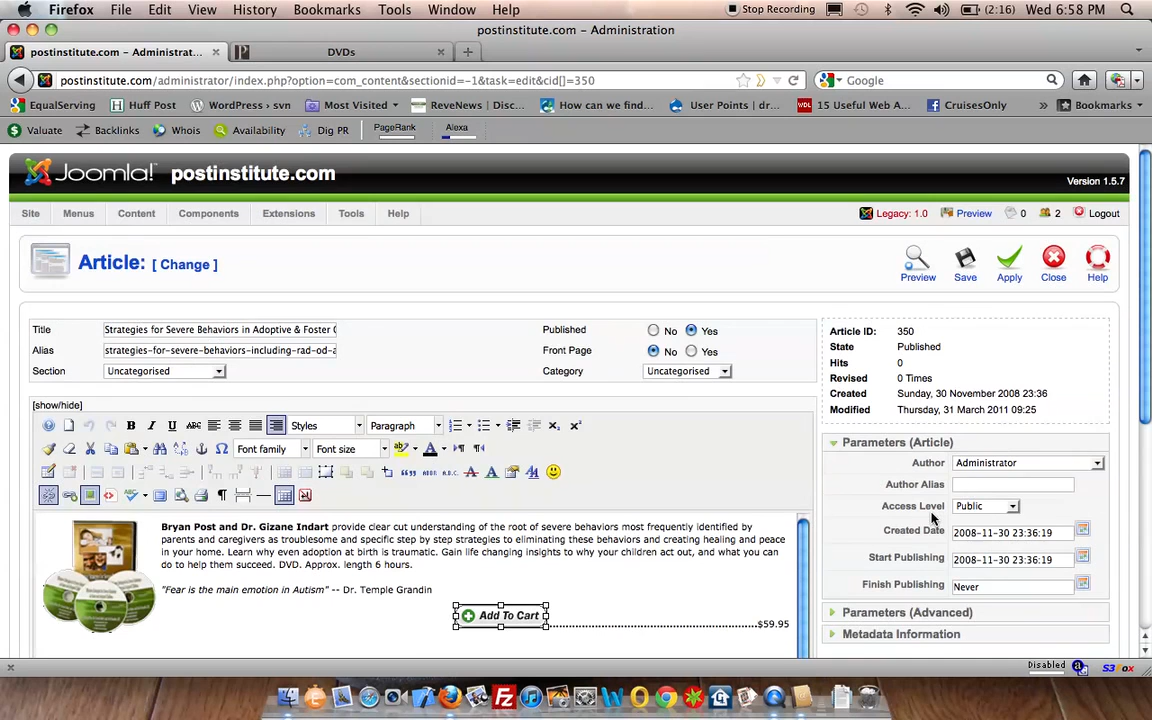 Firefox File Edit View History Bookmarks Tools Window Help Stop Recording (2:16) Wed 6:58 PM
postinstitute.com – Administration
postinstitute.com – Administrat... DVDs
postinstitute.com/administrator/index.php?option=com_content&sectionid=-1&task=edit&cid[]=350 Google
EqualServing Huff Post WordPress › svn Most Visited ReveNews | Disc... How can we find... User Points | dr... WDL 15 Useful Web A... CruisesOnly » Bookmarks
Valuate Backlinks Whois Availability Dig PR PageRank Alexa
Joomla! postinstitute.com Version 1.5.7
Site Menus Content Components Extensions Tools Help Legacy: 1.0 Preview 0 2 Logout
Article: [ Change ] Preview Save Apply Close Help
Title Strategies for Severe Behaviors in Adoptive & Foster Published No Yes
Alias strategies-for-severe-behaviors-including-rad-od-a Front Page No Yes
Section Uncategorised Category Uncategorised
Article ID: 350
State Published
Hits 0
Revised 0 Times
Created Sunday, 30 November 2008 23:36
Modified Thursday, 31 March 2011 09:25
[show/hide]
Styles Paragraph
Font family Font size
Bryan Post and Dr. Gizane Indart provide clear cut understanding of the root of severe behaviors most frequently identified by
parents and caregivers as troublesome and specific step by step strategies to eliminating these behaviors and creating healing and peace
in your home. Learn why even adoption at birth is traumatic. Gain life changing insights to why your children act out, and what you can
do to help them succeed. DVD. Approx. length 6 hours.
"Fear is the main emotion in Autism" -- Dr. Temple Grandin
Add To Cart $59.95
Parameters (Article)
Author Administrator
Author Alias
Access Level Public
Created Date 2008-11-30 23:36:19
Start Publishing 2008-11-30 23:36:19
Finish Publishing Never
Parameters (Advanced)
Metadata Information
Disabled S3Fox